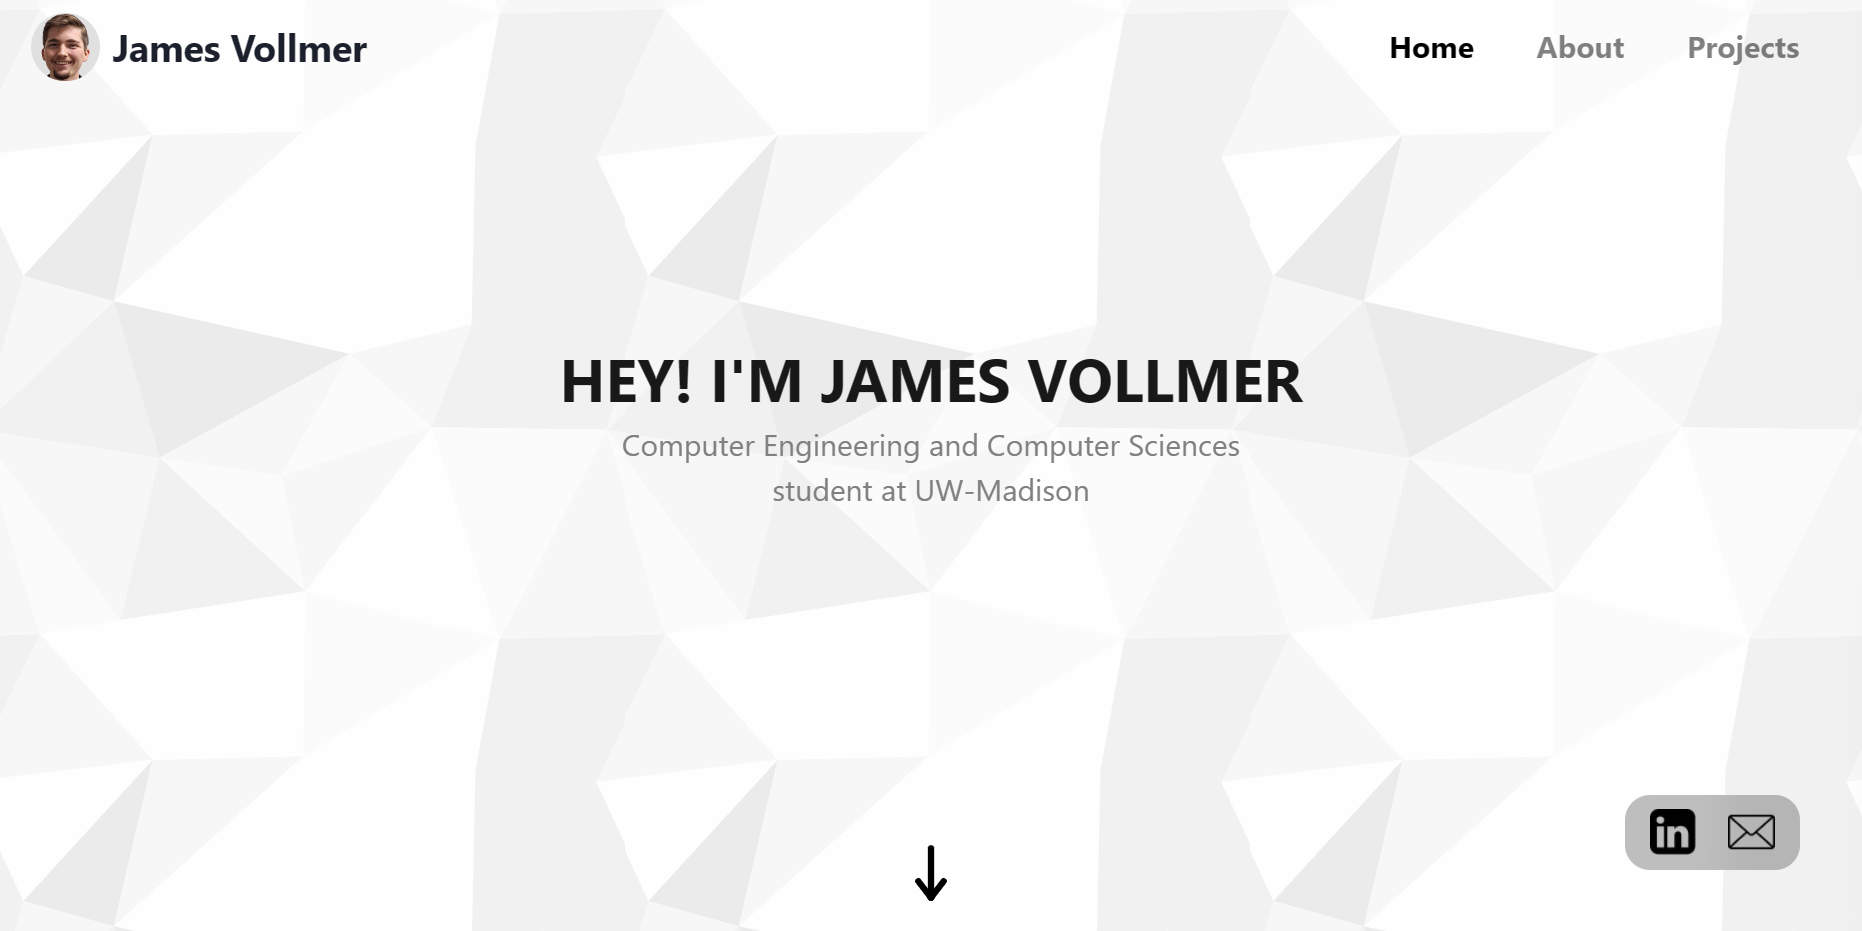 James Vollmer
Home About Projects
HEY! I'M JAMES VOLLMER
Computer Engineering and Computer Sciences
student at UW-Madison
in